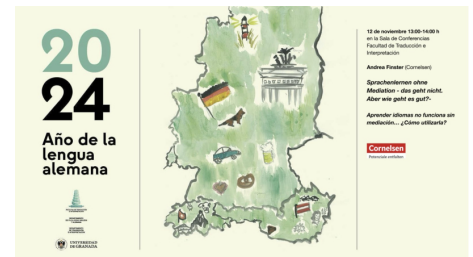 20
24
Año de la
lengua
alemana
UNIVERSIDAD
DE GRANADA
12 de noviembre 13:00-14:00 h
en la Sala de Conferencias
Facultad de Traducción e
Interpretación
Andrea Finster (Cornelsen)
Sprachenlernen ohne
Mediation - das geht nicht.
Aber wie geht es gut?-
Aprender idiomas no funciona sin
mediación... ¿Cómo utilizarla?
Cornelsen
Potenziale entfalten